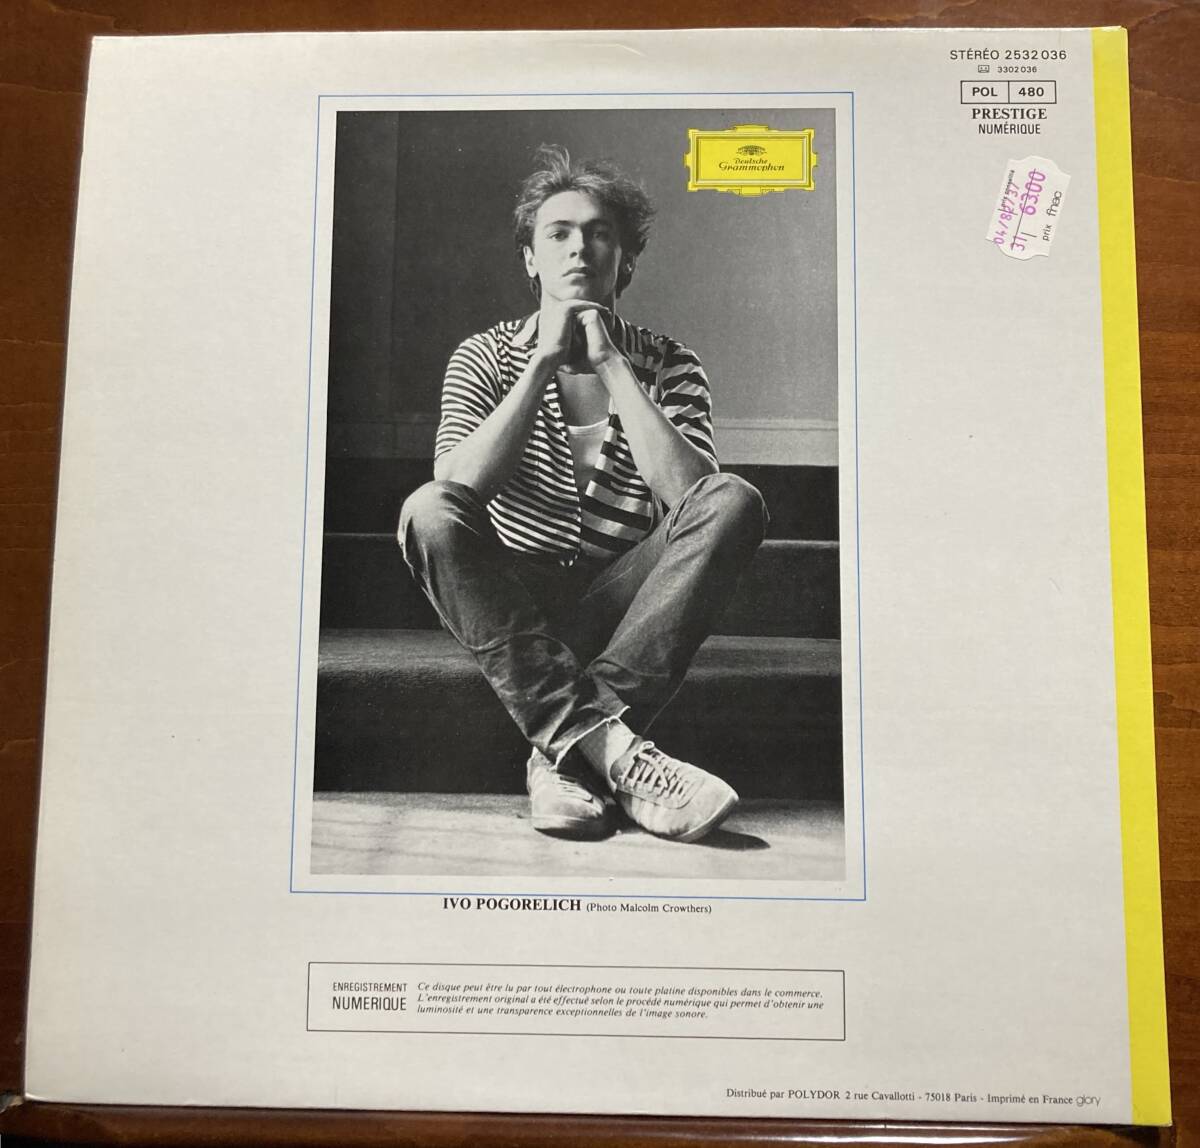 STÉRÉO 2532 036
3302 036
POL 480
PRESTIGE
NUMÉRIQUE
Deutsche
Grammophon
6300
prix fnac
IVO POGORELICH (Photo Malcolm Crowthers)
ENREGISTREMENT
NUMERIQUE
Ce disque peut être lu par tout électrophone ou toute platine disponibles dans le commerce.
L'enregistrement original a été effectué selon le procédé numérique qui permet d'obtenir une
luminosité et une transparence exceptionnelles de l'image sonore.
Distribué par POLYDOR 2 rue Cavallotti - 75018 Paris - Imprimé en France glory